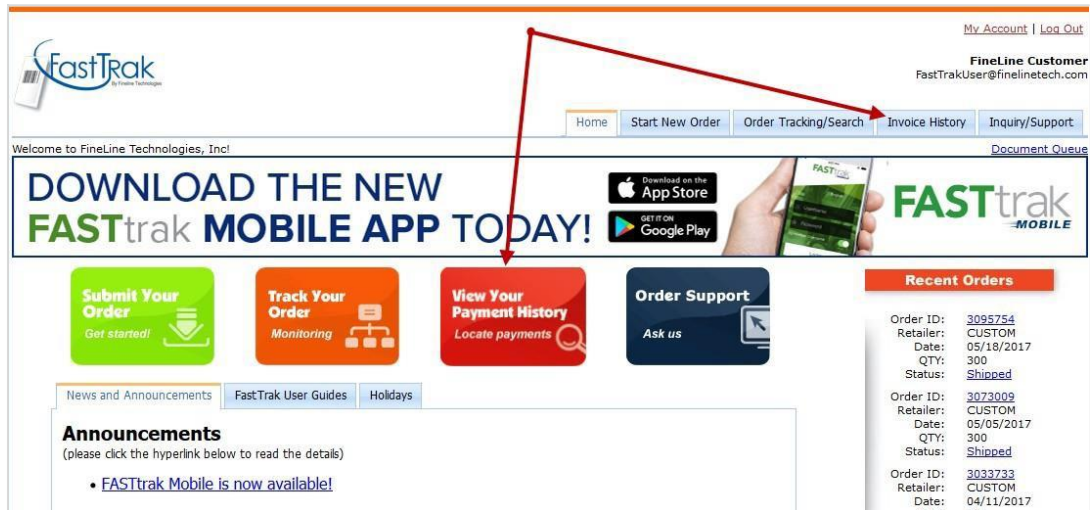 My Account | Log Out
FastTrak
By Fineline Technologies
FineLine Customer
FastTrakUser@finelinetech.com
Home Start New Order Order Tracking/Search Invoice History Inquiry/Support
Welcome to FineLine Technologies, Inc!
Document Queue
DOWNLOAD THE NEW
FASTtrak MOBILE APP TODAY!
Download on the
App Store
GET IT ON
Google Play
FASTtrak
MOBILE
Submit Your
Order
Get started!
Track Your
Order
Monitoring
View Your
Payment History
Locate payments
Order Support
Ask us
News and Announcements FastTrak User Guides Holidays
Announcements
(please click the hyperlink below to read the details)
• FASTtrak Mobile is now available!
Recent Orders
Order ID: 3095754
Retailer: CUSTOM
Date: 05/18/2017
QTY: 300
Status: Shipped
Order ID: 3073009
Retailer: CUSTOM
Date: 05/05/2017
QTY: 300
Status: Shipped
Order ID: 3033733
Retailer: CUSTOM
Date: 04/11/2017